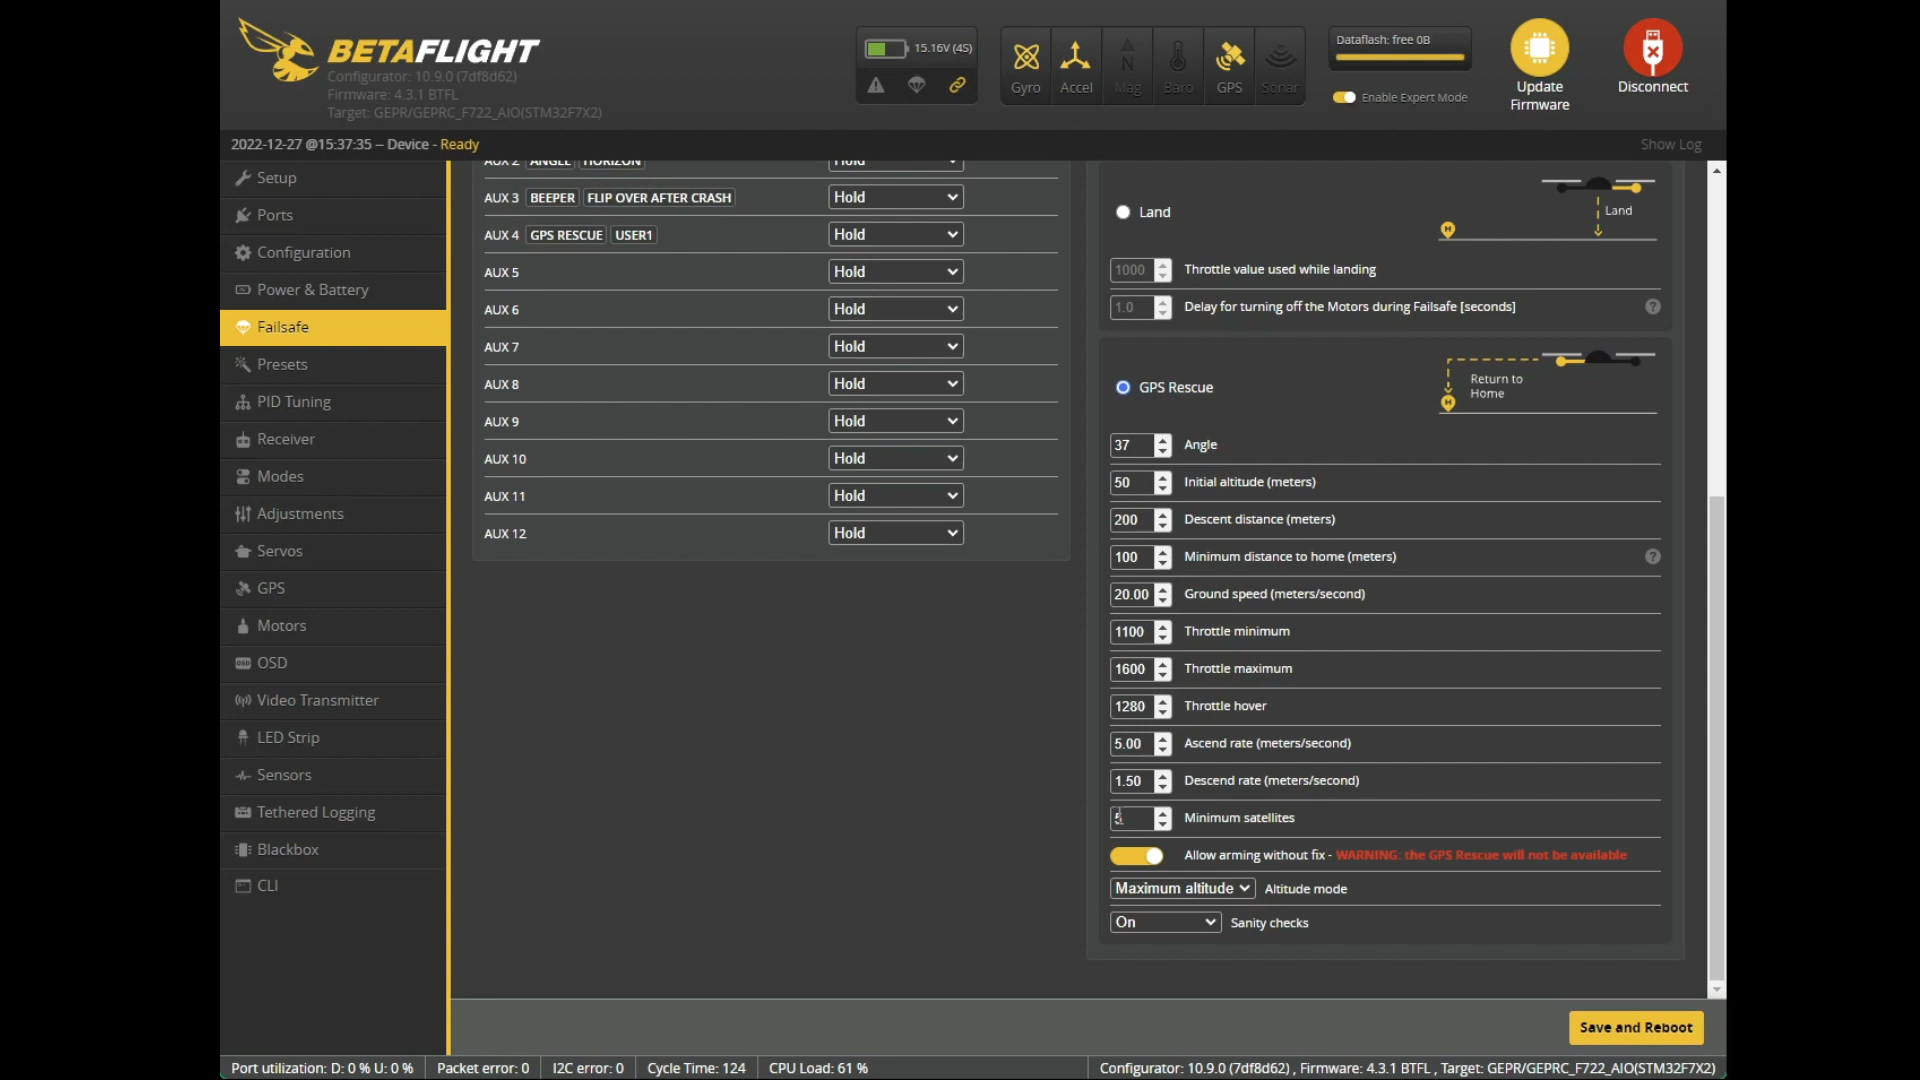 BETAFLIGHT
Configurator: 10.9.0 (7df8d62)
Firmware: 4.3.1 BTFL
Target: GEPR/GEPRC_F722_AIO(STM32F7X2)
15.16V (4S)
Gyro
Accel
Mag
Baro
GPS
Sonar
Dataflash: free 0B
Enable Expert Mode
Update
Firmware
Disconnect
2022-12-27 @15:37:35 -- Device - Ready
Show Log
Setup
Ports
Configuration
Power & Battery
Failsafe
Presets
PID Tuning
Receiver
Modes
Adjustments
Servos
GPS
Motors
OSD
Video Transmitter
LED Strip
Sensors
Tethered Logging
Blackbox
CLI
AUX 2 ANGLE HORIZON Hold
AUX 3 BEEPER FLIP OVER AFTER CRASH Hold
AUX 4 GPS RESCUE USER1 Hold
AUX 5 Hold
AUX 6 Hold
AUX 7 Hold
AUX 8 Hold
AUX 9 Hold
AUX 10 Hold
AUX 11 Hold
AUX 12 Hold
Land
Land
H
1000 Throttle value used while landing
1.0 Delay for turning off the Motors during Failsafe [seconds] ?
GPS Rescue
Return to
Home
H
37 Angle
50 Initial altitude (meters)
200 Descent distance (meters)
100 Minimum distance to home (meters) ?
20.00 Ground speed (meters/second)
1100 Throttle minimum
1600 Throttle maximum
1280 Throttle hover
5.00 Ascend rate (meters/second)
1.50 Descend rate (meters/second)
5 Minimum satellites
Allow arming without fix - WARNING: the GPS Rescue will not be available
Maximum altitude Altitude mode
On Sanity checks
Save and Reboot
Port utilization: D: 0 % U: 0 %
Packet error: 0
I2C error: 0
Cycle Time: 124
CPU Load: 61 %
Configurator: 10.9.0 (7df8d62) , Firmware: 4.3.1 BTFL , Target: GEPR/GEPRC_F722_AIO(STM32F7X2)